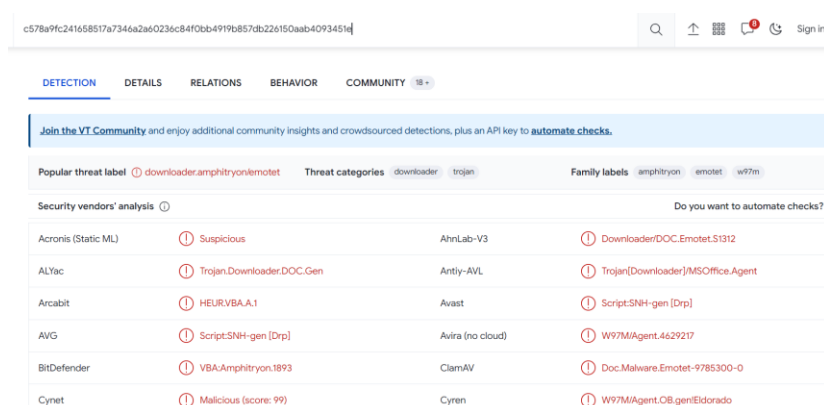 c578a9fc241658517a7346a2a60236c84f0bb4919b857db226150aab4093451e
8
Sign in
DETECTION DETAILS RELATIONS BEHAVIOR COMMUNITY 18+
Join the VT Community and enjoy additional community insights and crowdsourced detections, plus an API key to automate checks.
Popular threat label downloader.amphitryon/emotet Threat categories downloader trojan Family labels amphitryon emotet w97m
Security vendors' analysis Do you want to automate checks?
Acronis (Static ML) Suspicious AhnLab-V3 Downloader/DOC.Emotet.S1312
ALYac Trojan.Downloader.DOC.Gen Antiy-AVL Trojan[Downloader]/MSOffice.Agent
Arcabit HEUR.VBA.A.1 Avast Script:SNH-gen [Drp]
AVG Script:SNH-gen [Drp] Avira (no cloud) W97M/Agent.4629217
BitDefender VBA:Amphitryon.1893 ClamAV Doc.Malware.Emotet-9785300-0
Cynet Malicious (score: 99) Cyren W97M/Agent.OB.gen!Eldorado